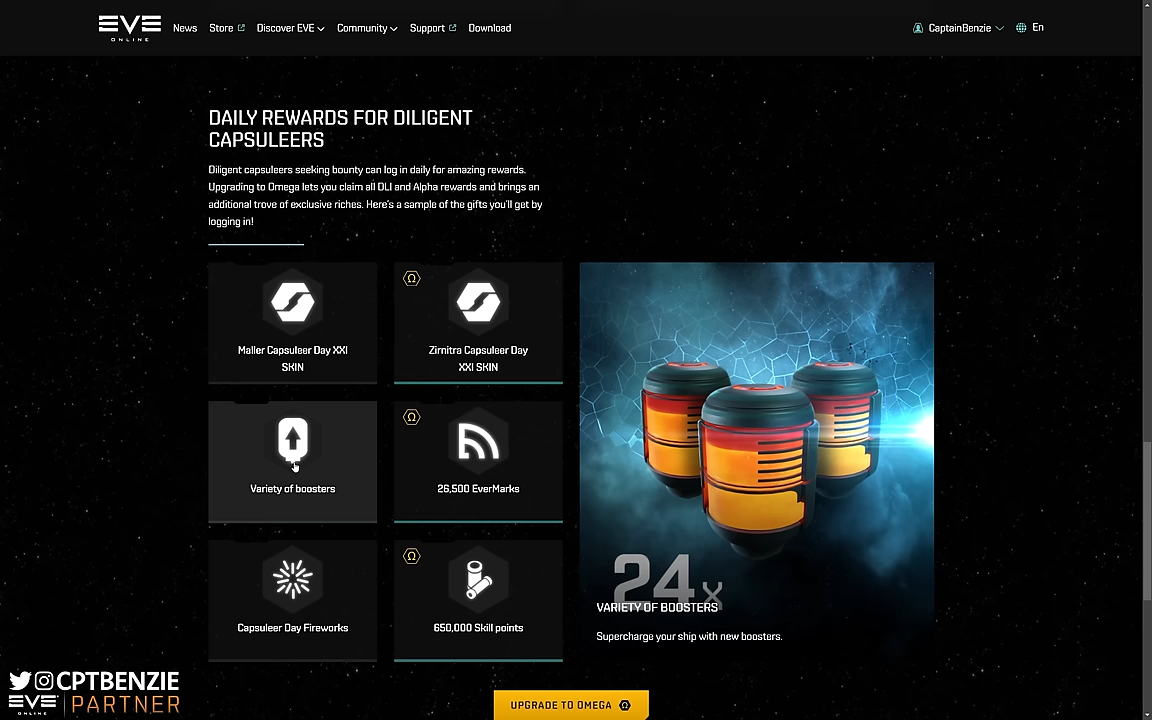 EVE
ONLINE
News
Store
Discover EVE
Community
Support
Download
CaptainBenzie
En
DAILY REWARDS FOR DILIGENT
CAPSULEERS
Diligent capsuleers seeking bounty can log in daily for amazing rewards.
Upgrading to Omega lets you claim all DLI and Alpha rewards and brings an
additional trove of exclusive riches. Here's a sample of the gifts you'll get by
logging in!
Maller Capsuleer Day XXI
SKIN
Ω
Zirnitra Capsuleer Day
XXI SKIN
Variety of boosters
Ω
26,500 EverMarks
Capsuleer Day Fireworks
Ω
650,000 Skill points
24x
VARIETY OF BOOSTERS
Supercharge your ship with new boosters.
UPGRADE TO OMEGA Ω
CPTBENZIE
EVE
ONLINE
PARTNER